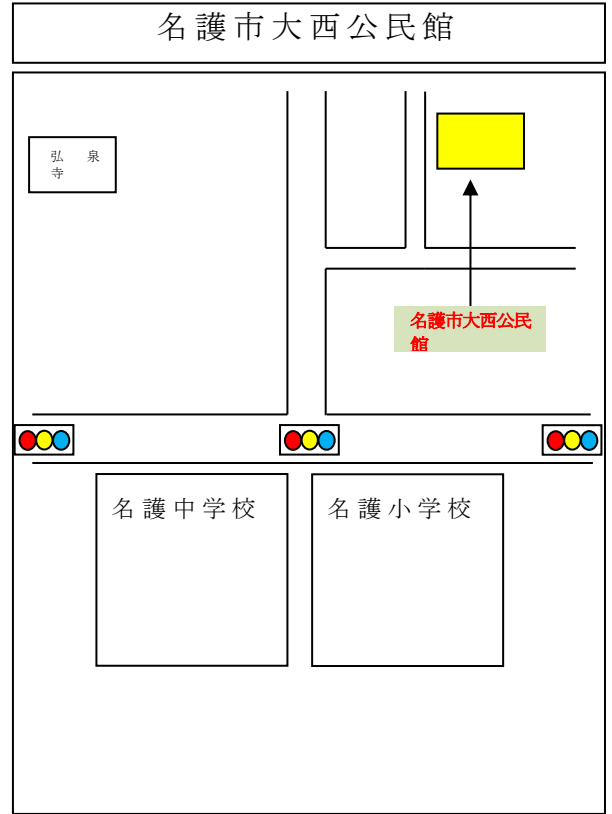 名護市大西公民館
弘　泉
寺
名護市大西公民
館
名護中学校
名護小学校